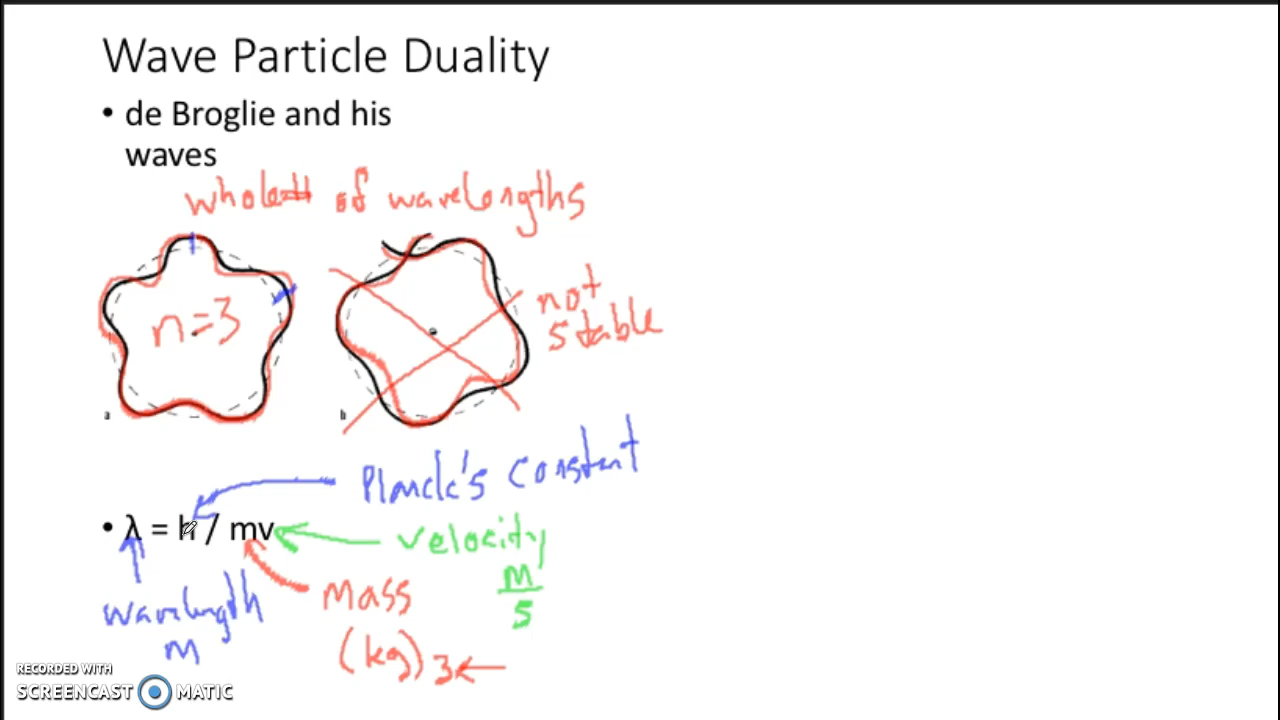 Wave Particle Duality
• de Broglie and his
waves
whole# of wavelengths
n=3
not
stable
a
b
Planck's constant
• λ = h / mv
velocity
m
s
wavelength
m
Mass
(kg)
RECORDED WITH
SCREENCAST MATIC